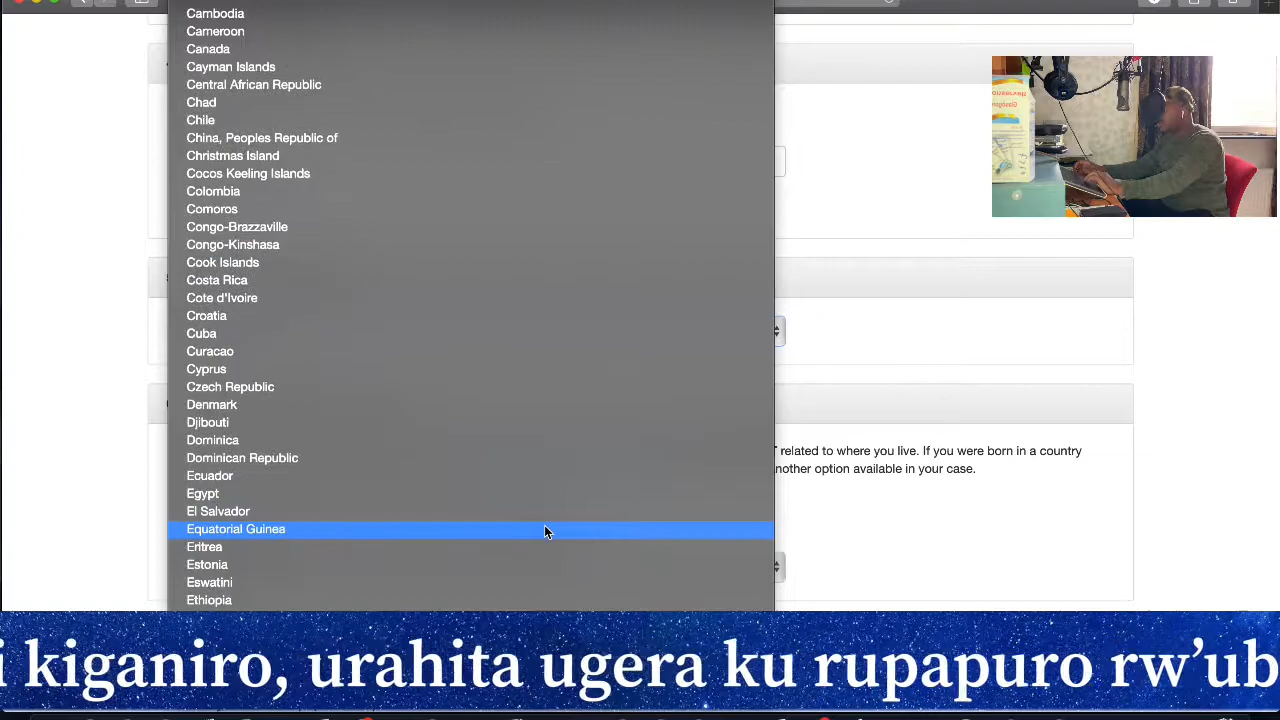 Cambodia
Cameroon
Canada
Cayman Islands
Central African Republic
Chad
Chile
China, Peoples Republic of
Christmas Island
Cocos Keeling Islands
Colombia
Comoros
Congo-Brazzaville
Congo-Kinshasa
Cook Islands
Costa Rica
Cote d'Ivoire
Croatia
Cuba
Curacao
Cyprus
Czech Republic
Denmark
Djibouti
Dominica
related to where you live. If you were born in a country
Dominican Republic
nother option available in your case.
Ecuador
Egypt
El Salvador
Equatorial Guinea
Eritrea
Estonia
Eswatini
Ethiopia
i kiganiro, urahita ugera ku rupapuro rw'ub